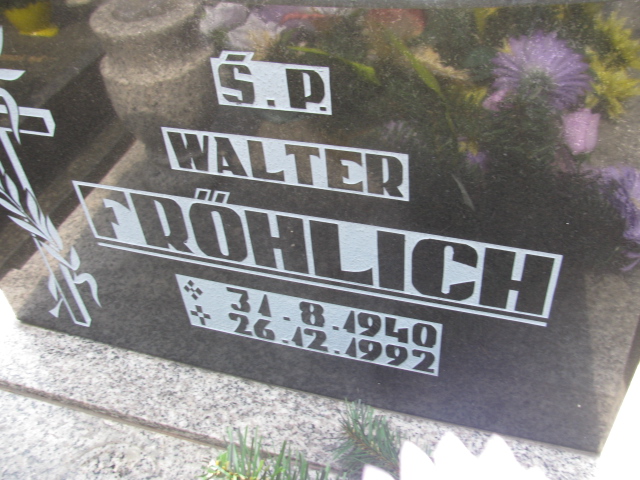 Ś.P.
WALTER
FRÖHLICH
31.8.1940
26.12.1992